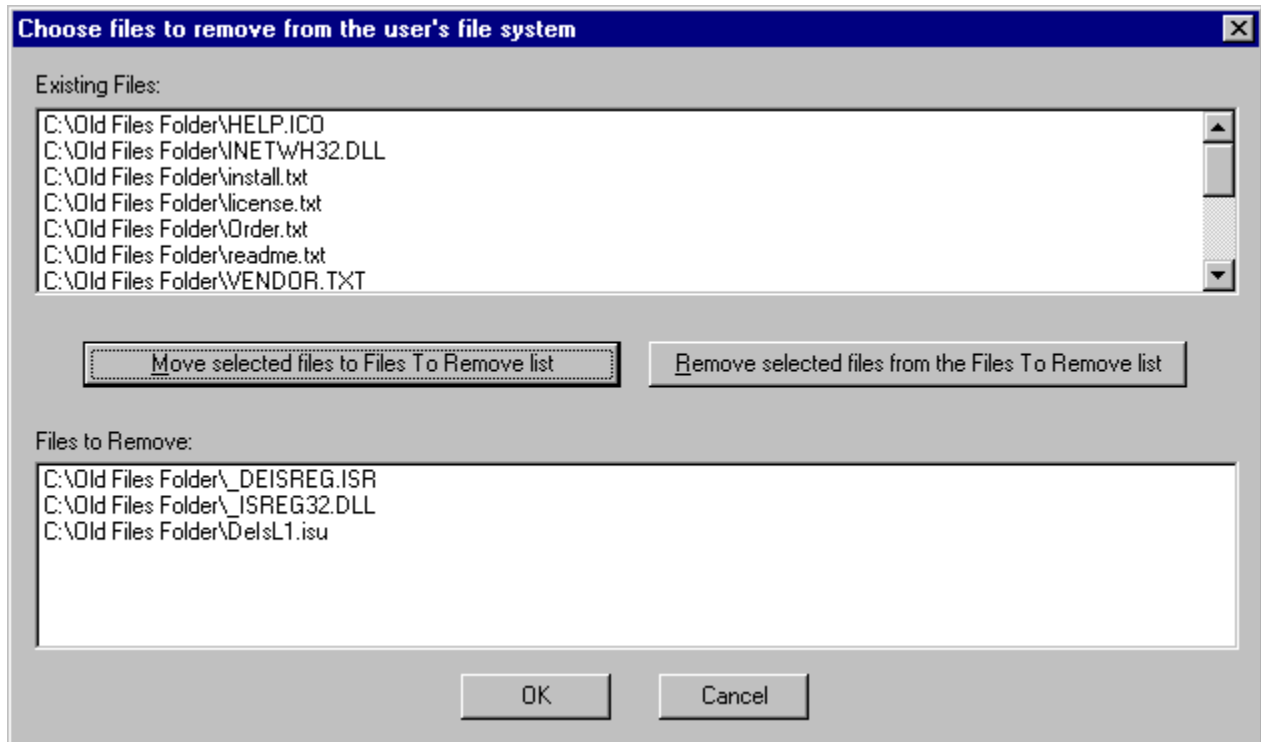 Choose files to remove from the user's file system
Existing Files:
C:\Old Files Folder\HELP.ICO
C:\Old Files Folder\INETWH32.DLL
C:\Old Files Folder\install.txt
C:\Old Files Folder\license.txt
C:\Old Files Folder\Order.txt
C:\Old Files Folder\readme.txt
C:\Old Files Folder\VENDOR.TXT
Move selected files to Files To Remove list
Remove selected files from the Files To Remove list
Files to Remove:
C:\Old Files Folder\_DEISREG.ISR
C:\Old Files Folder\_ISREG32.DLL
C:\Old Files Folder\DeIsL1.isu
OK
Cancel